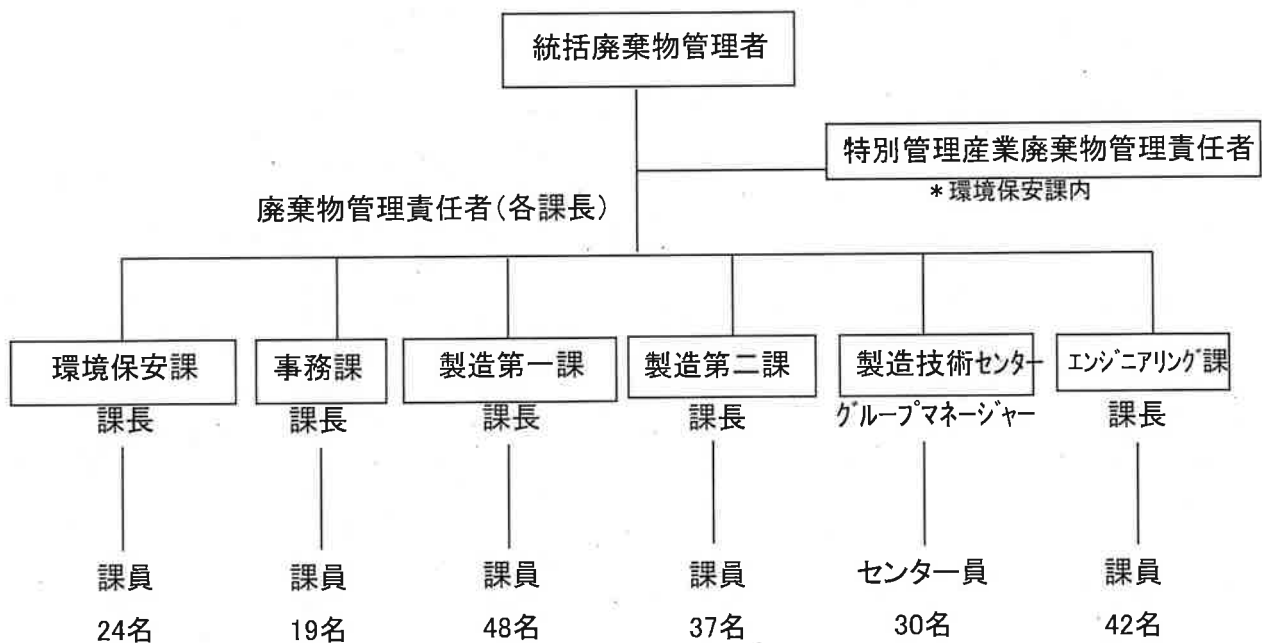 統括廃棄物管理者
特別管理産業廃棄物管理責任者
*環境保安課内
廃棄物管理責任者(各課長)
環境保安課 事務課 製造第一課 製造第二課 製造技術センター エンジニアリング課
課長 課長 課長 課長 グループマネージャー 課長
課員 課員 課員 課員 センター員 課員
24名 19名 48名 37名 30名 42名